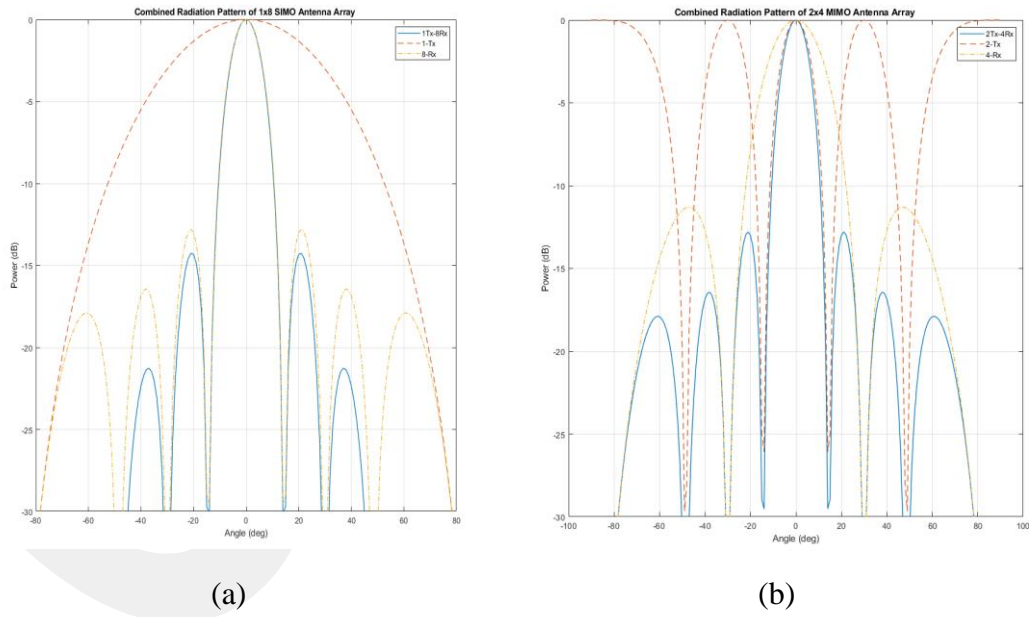 Combined Radiation Pattern of 1x8 SIMO Antenna Array
1Tx-8Rx
1-Tx
8-Rx
0
-5
-10
-15
-20
-25
-30
Power (dB)
-80 -60 -40 -20 0 20 40 60 80
Angle (deg)
(a)
Combined Radiation Pattern of 2x4 MIMO Antenna Array
2Tx-4Rx
2-Tx
4-Rx
0
-5
-10
-15
-20
-25
-30
Power (dB)
-100 -80 -60 -40 -20 0 20 40 60 80 100
Angle (deg)
(b)